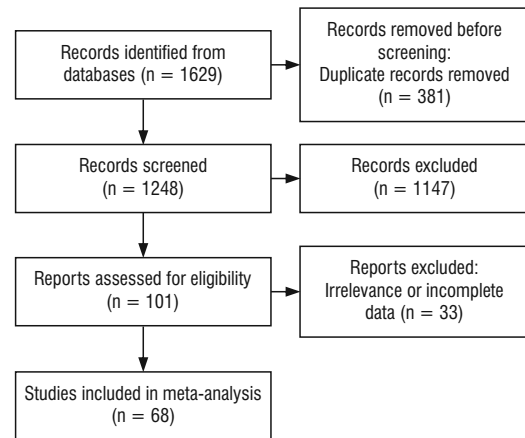 Records identified from
databases (n = 1629)
Records removed before
screening:
Duplicate records removed
(n = 381)
Records screened
(n = 1248)
Records excluded
(n = 1147)
Reports assessed for eligibility
(n = 101)
Reports excluded:
Irrelevance or incomplete
data (n = 33)
Studies included in meta-analysis
(n = 68)